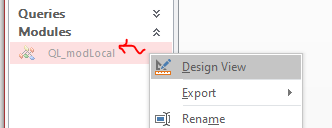 Queries
Modules
QL_modLocal
Design View
Export
Rename